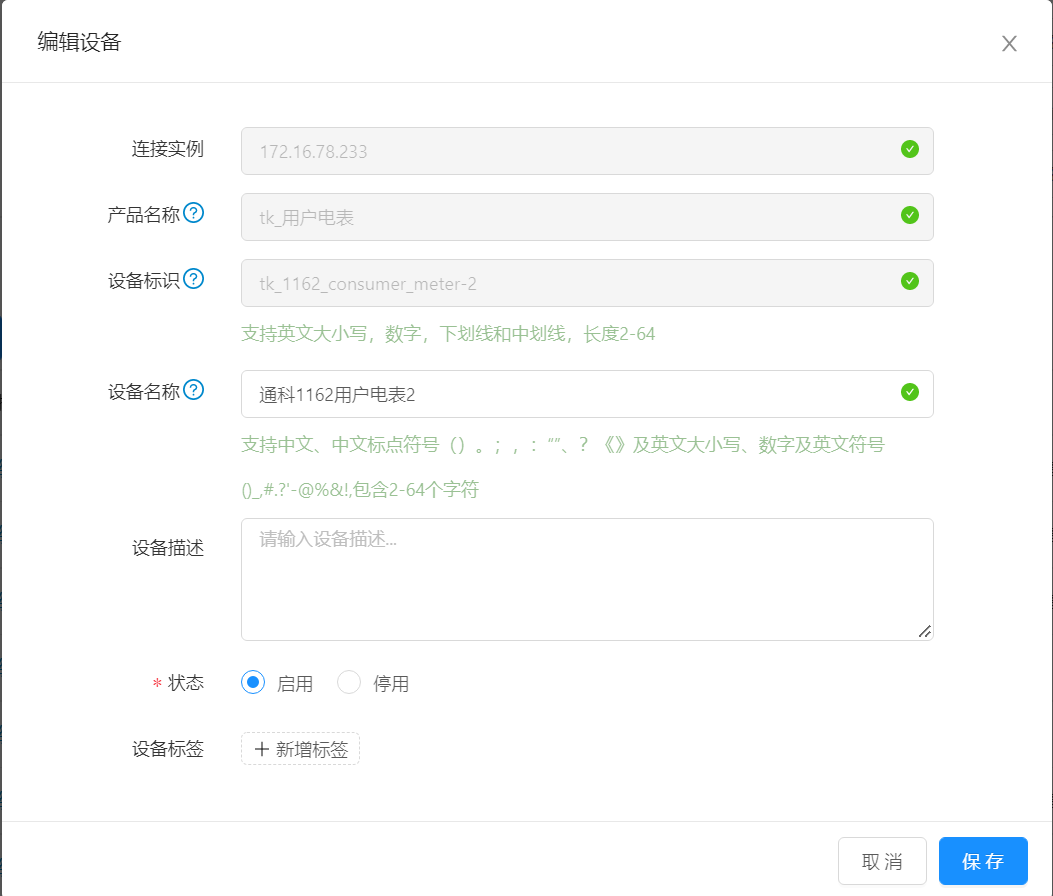 编辑设备
连接实例 172.16.78.233
产品名称 tk_用户电表
设备标识 tk_1162_consumer_meter-2
支持英文大小写，数字，下划线和中划线，长度2-64
设备名称 通科1162用户电表2
支持中文、中文标点符号（）。；，：“”、？《》及英文大小写、数字及英文符号
()_,#.?'-@%&!,包含2-64个字符
设备描述 请输入设备描述...
* 状态 启用 停用
设备标签 + 新增标签
取 消 保 存